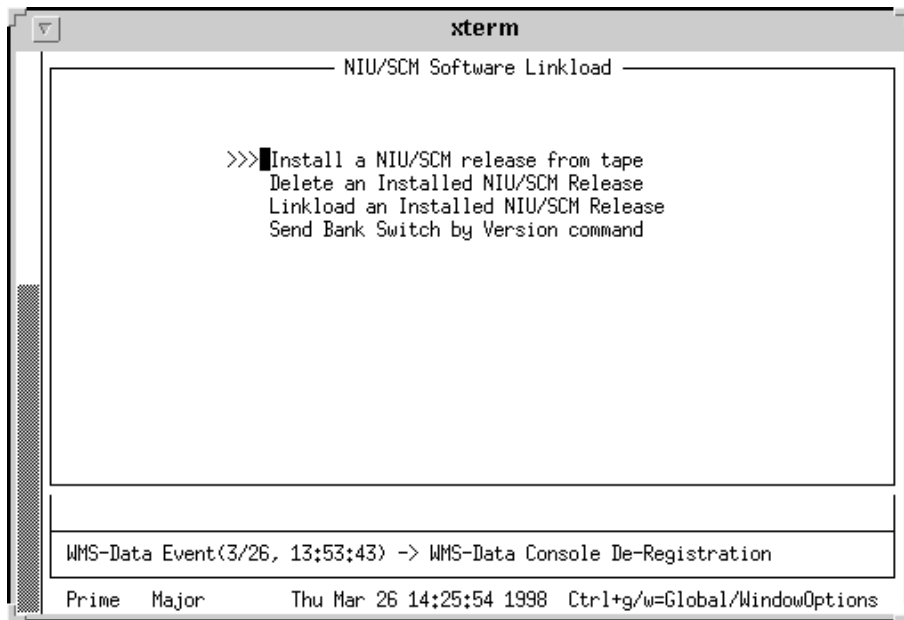 xterm
NIU/SCM Software Linkload
>>> Install a NIU/SCM release from tape
Delete an Installed NIU/SCM Release
Linkload an Installed NIU/SCM Release
Send Bank Switch by Version command
WMS-Data Event(3/26, 13:53:43) -> WMS-Data Console De-Registration
Prime Major Thu Mar 26 14:25:54 1998 Ctrl+g/w=Global/WindowOptions